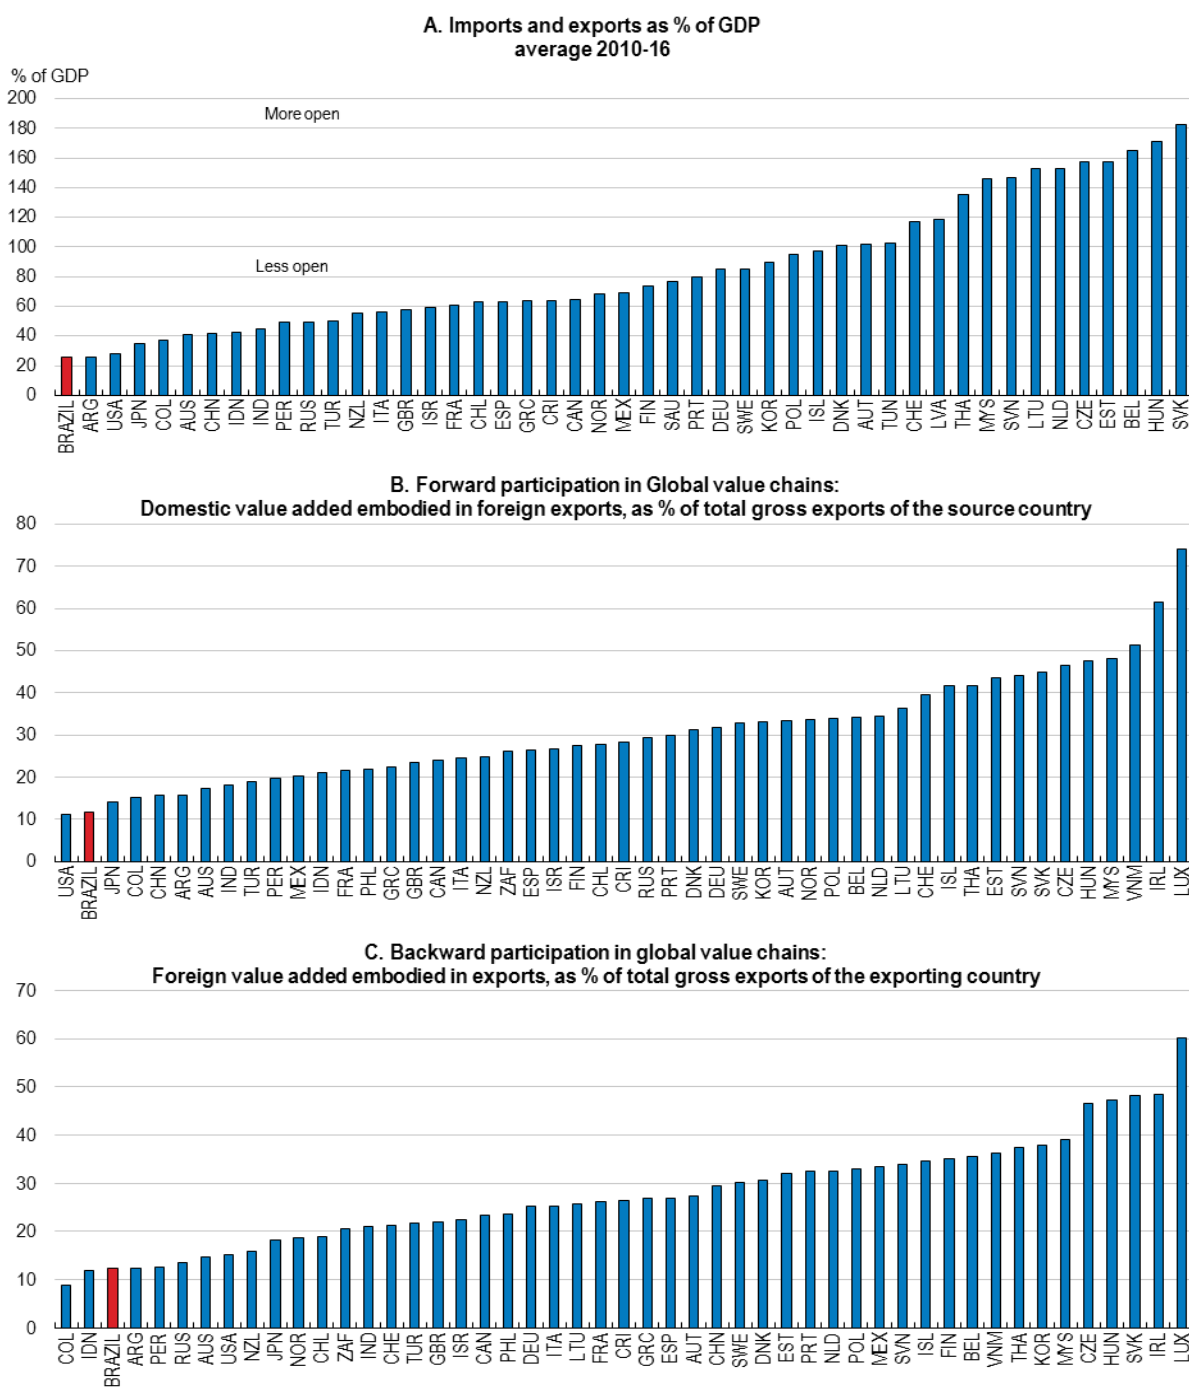 A. Imports and exports as % of GDP
average 2010-16
% of GDP
200
More open
180
160
140
120
100
Less open
80
60
40
20
0
BRAZIL ARG USA JPN COL AUS CHN IDN IND PER RUS TUR NZL ITA GBR ISR FRA CHL ESP GRC CRI CAN NOR MEX FIN SAU PRT DEU SWE KOR POL ISL DNK AUT TUN CHE LVA THA MYS SVN LTU NLD CZE EST BEL HUN SVK
B. Forward participation in Global value chains:
Domestic value added embodied in foreign exports, as % of total gross exports of the source country
80
70
60
50
40
30
20
10
0
USA BRAZIL JPN COL CHN ARG AUS IND TUR PER MEX IDN FRA PHL GRC GBR CAN ITA NZL ZAF ESP ISR FIN CHL CRI RUS PRT DNK DEU SWE KOR AUT NOR POL BEL NLD LTU CHE ISL THA EST SVN SVK CZE HUN MYS VNM IRL LUX
C. Backward participation in global value chains:
Foreign value added embodied in exports, as % of total gross exports of the exporting country
70
60
50
40
30
20
10
0
COL IDN BRAZIL ARG PER RUS AUS USA NZL JPN NOR CHL ZAF IND CHE TUR GBR ISR CAN PHL DEU ITA LTU FRA CRI GRC ESP AUT CHN SWE DNK EST PRT NLD POL MEX SVN ISL FIN BEL VNM THA KOR MYS CZE HUN SVK IRL LUX